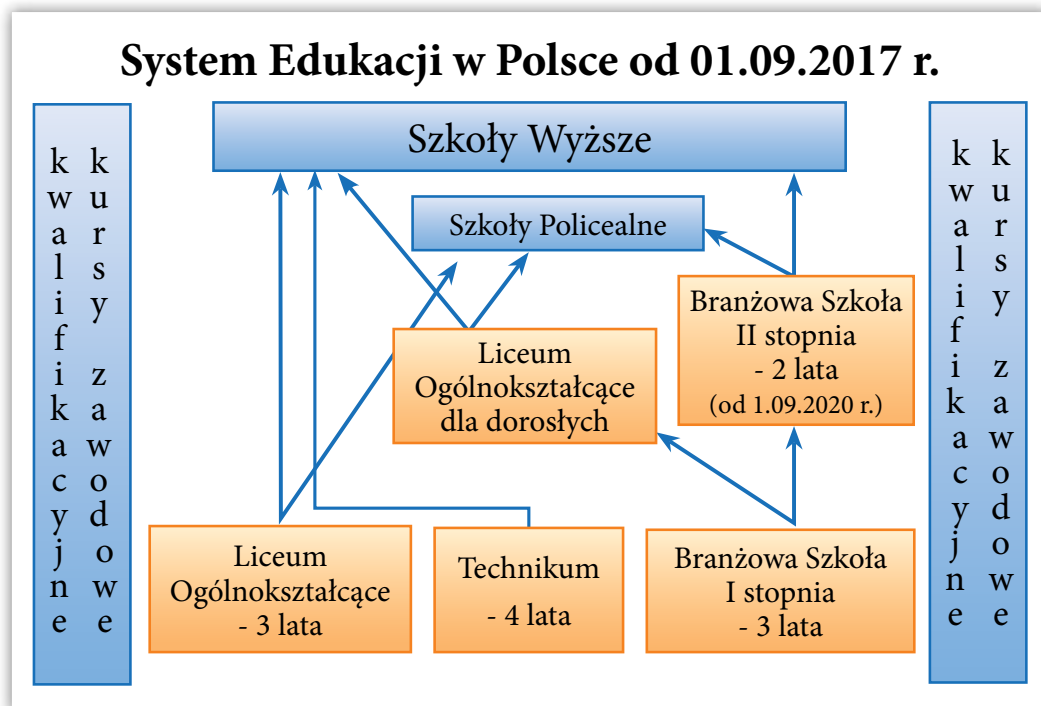 System Edukacji w Polsce od 01.09.2017 r.
kwalifikacyjne
kursy zawodowe
Szkoły Wyższe
Szkoły Policealne
Branżowa Szkoła
II stopnia
- 2 lata
(od 1.09.2020 r.)
Liceum
Ogólnokształcące
dla dorosłych
Liceum
Ogólnokształcące
- 3 lata
Technikum
- 4 lata
Branżowa Szkoła
I stopnia
- 3 lata
kwalifikacyjne
kursy zawodowe